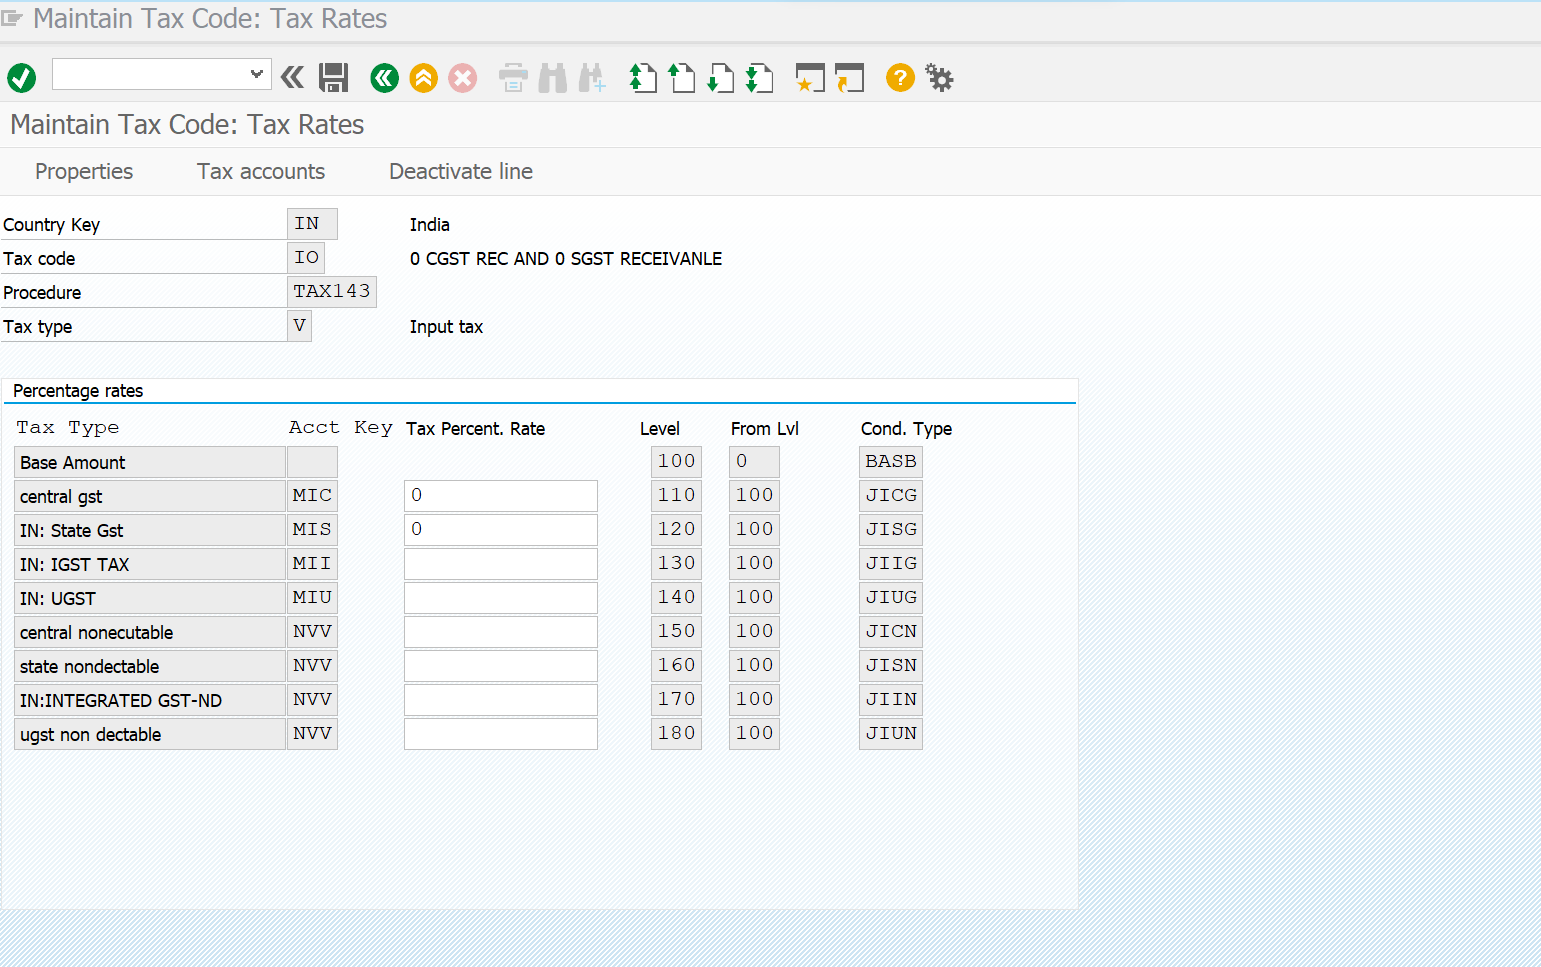 Maintain Tax Code: Tax Rates
Maintain Tax Code: Tax Rates
Properties Tax accounts Deactivate line
Country Key IN India
Tax code IO 0 CGST REC AND 0 SGST RECEIVANLE
Procedure TAX143
Tax type V Input tax
Percentage rates
Tax Type Acct Key Tax Percent. Rate Level From Lvl Cond. Type
Base Amount 100 0 BASB
central gst MIC 0 110 100 JICG
IN: State Gst MIS 0 120 100 JISG
IN: IGST TAX MII 130 100 JIIG
IN: UGST MIU 140 100 JIUG
central nonecutable NVV 150 100 JICN
state nondectable NVV 160 100 JISN
IN:INTEGRATED GST-ND NVV 170 100 JIIN
ugst non dectable NVV 180 100 JIUN